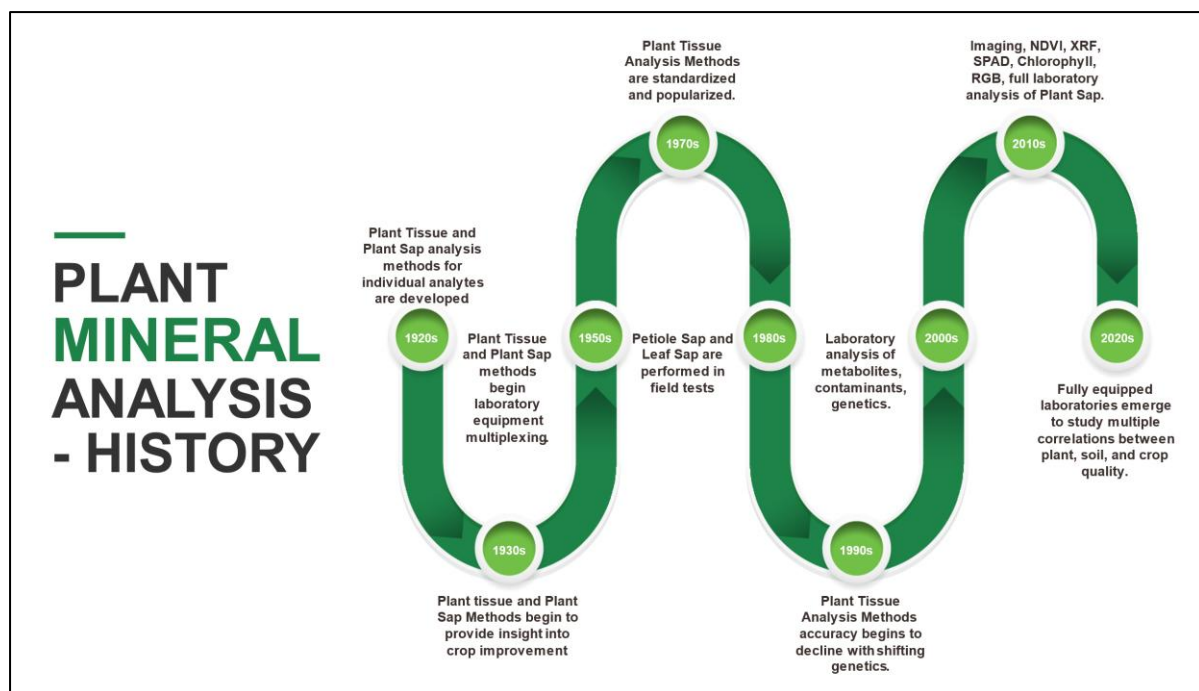 PLANT
MINERAL
ANALYSIS
- HISTORY
Plant Tissue and
Plant Sap analysis
methods for
individual analytes
are developed
1920s
Plant tissue and Plant
Sap Methods begin to
provide insight into
crop improvement
1930s
Plant Tissue
and Plant Sap
methods
begin
laboratory
equipment
multiplexing.
1950s
Plant Tissue
Analysis Methods
are standardized
and popularized.
1970s
Petiole Sap and
Leaf Sap are
performed in
field tests
1980s
Plant Tissue
Analysis Methods
accuracy begins to
decline with shifting
genetics.
1990s
Laboratory
analysis of
metabolites,
contaminants,
genetics.
2000s
Imaging, NDVI, XRF,
SPAD, Chlorophyll,
RGB, full laboratory
analysis of Plant Sap.
2010s
2020s
Fully equipped
laboratories emerge
to study multiple
correlations between
plant, soil, and crop
quality.